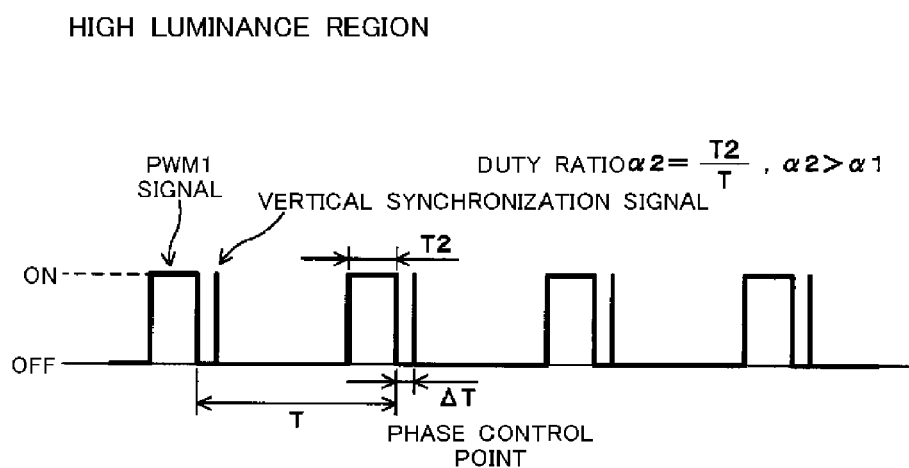 HIGH LUMINANCE REGION
DUTY RATIO α2 = T2/T , α2 > α1
PWM1
SIGNAL
VERTICAL SYNCHRONIZATION SIGNAL
T2
ON
OFF
ΔT
T
PHASE CONTROL
POINT